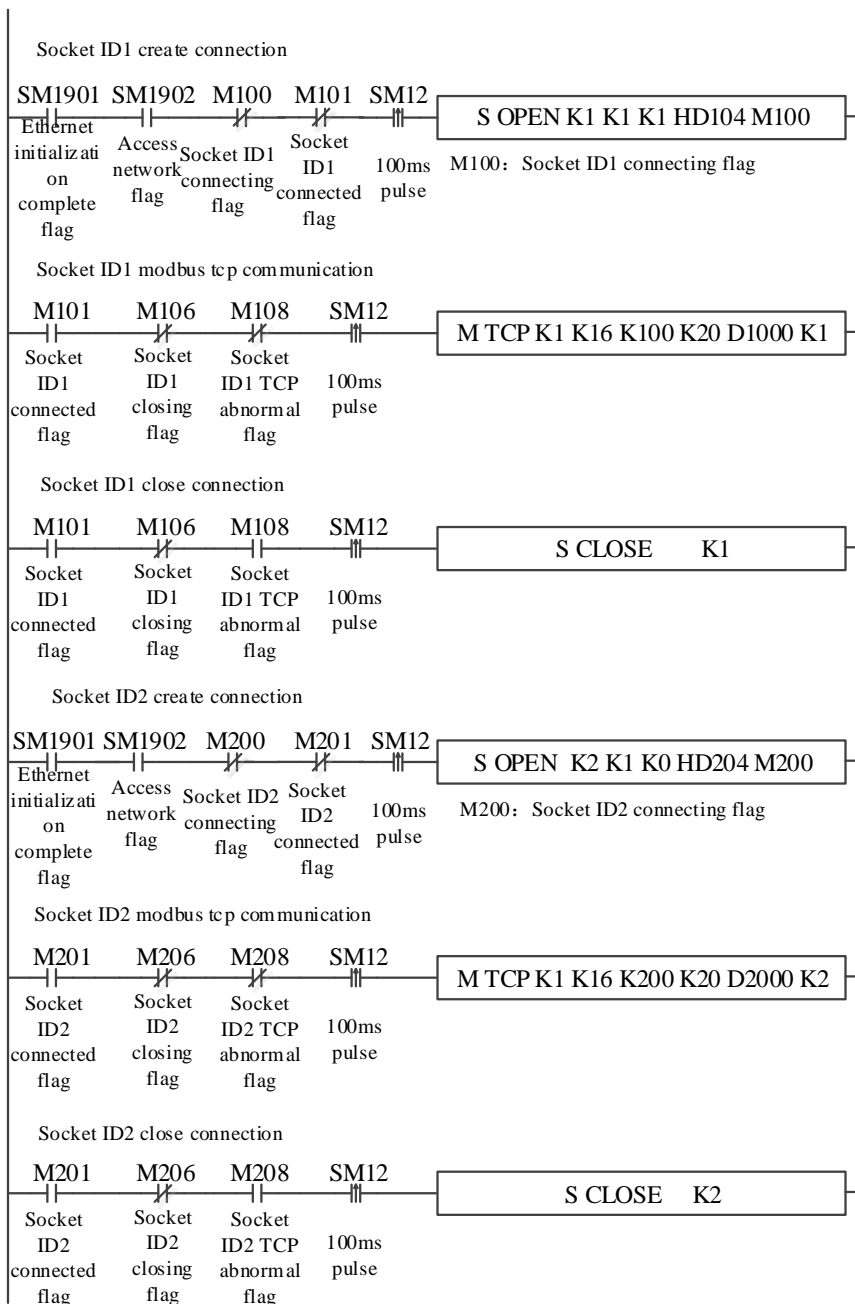 Socket ID1 create connection
SM1901 SM1902 M100 M101 SM12
S OPEN K1 K1 K1 HD104 M100
Ethernet initializati on complete flag
Access network flag
Socket ID1 connecting flag
Socket ID1 connected flag
100ms pulse
M100：Socket ID1 connecting flag
Socket ID1 modbus tcp communication
M101 M106 M108 SM12
M TCP K1 K16 K100 K20 D1000 K1
Socket ID1 connected flag
Socket ID1 closing flag
Socket ID1 TCP abnormal flag
100ms pulse
Socket ID1 close connection
M101 M106 M108 SM12
S CLOSE K1
Socket ID1 connected flag
Socket ID1 closing flag
Socket ID1 TCP abnormal flag
100ms pulse
Socket ID2 create connection
SM1901 SM1902 M200 M201 SM12
S OPEN K2 K1 K0 HD204 M200
Ethernet initializati on complete flag
Access network flag
Socket ID2 connecting flag
Socket ID2 connected flag
100ms pulse
M200：Socket ID2 connecting flag
Socket ID2 modbus tcp communication
M201 M206 M208 SM12
M TCP K1 K16 K200 K20 D2000 K2
Socket ID2 connected flag
Socket ID2 closing flag
Socket ID2 TCP abnormal flag
100ms pulse
Socket ID2 close connection
M201 M206 M208 SM12
S CLOSE K2
Socket ID2 connected flag
Socket ID2 closing flag
Socket ID2 TCP abnormal flag
100ms pulse